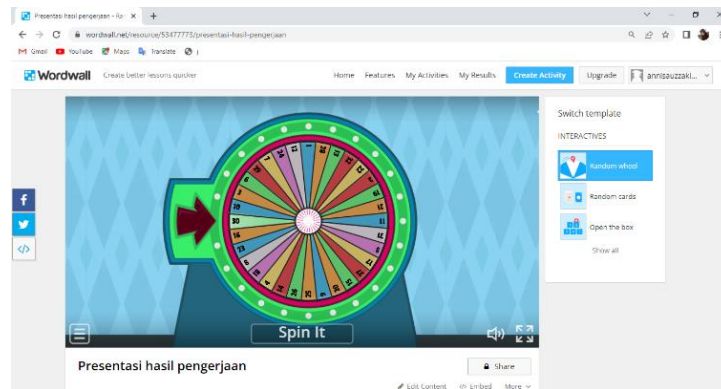 Presentasi hasil pengerjaan - R
wordwall.net/resource/53477773/presentasi-hasil-pengerjaan
Gmail YouTube Maps Translate
Wordwall Create better lessons quicker Home Features My Activities My Results Create Activity Upgrade annisauzzaki...
Switch template
INTERACTIVES
Random wheel
Random cards
Open the box
Show all
30
11
Spin It
Presentasi hasil pengerjaan
Share
Edit Content Embed More